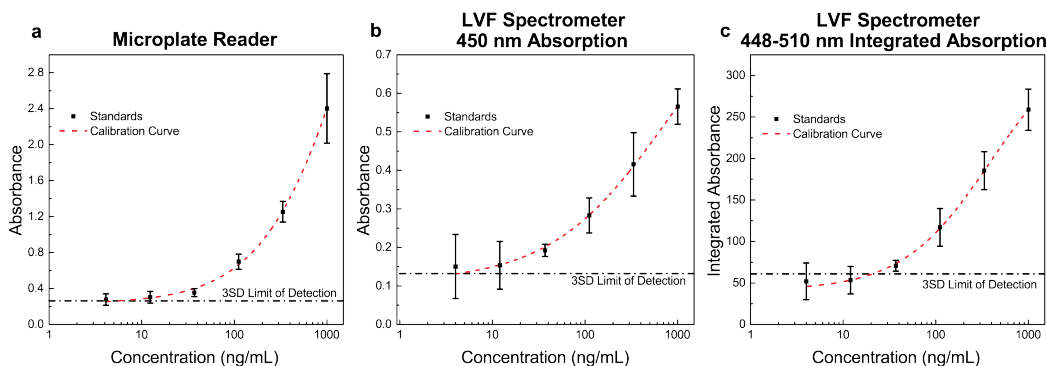 a
Microplate Reader
Absorbance
2.8
2.4
2.0
1.6
1.2
0.8
0.4
0.0
Standards
Calibration Curve
3SD Limit of Detection
1
10
100
1000
Concentration (ng/mL)
b
LVF Spectrometer
450 nm Absorption
Absorbance
0.7
0.6
0.5
0.4
0.3
0.2
0.1
0.0
Standards
Calibration Curve
3SD Limit of Detection
1
10
100
1000
Concentration (ng/mL)
c
LVF Spectrometer
448-510 nm Integrated Absorption
Integrated Absorbance
300
250
200
150
100
50
0
Standards
Calibration Curve
3SD Limit of Detection
1
10
100
1000
Concentration (ng/mL)